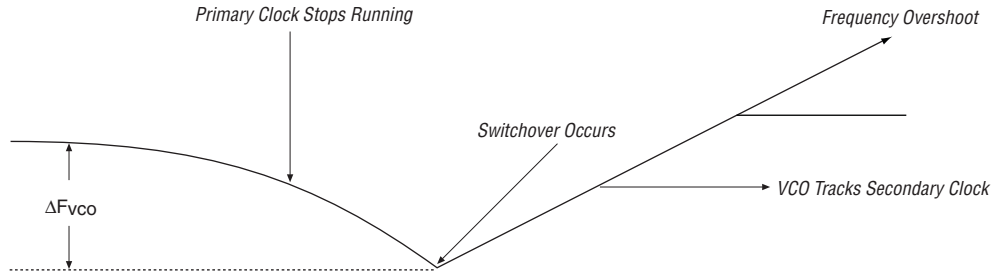 Primary Clock Stops Running
Frequency Overshoot
Switchover Occurs
VCO Tracks Secondary Clock
ΔFvco